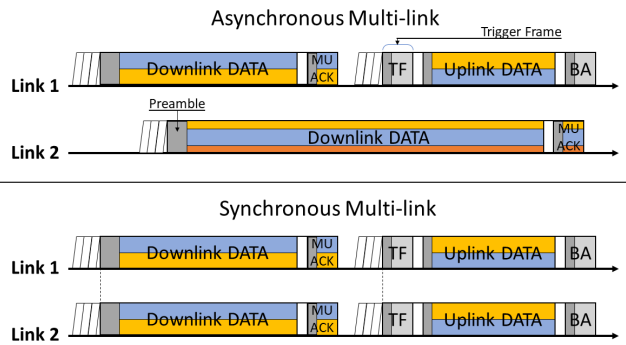 Asynchronous Multi-link
Trigger Frame
Link 1
Downlink DATA
MU
ACK
TF
Uplink DATA
BA
Preamble
Link 2
Downlink DATA
MU
ACK
Synchronous Multi-link
Link 1
Downlink DATA
MU
ACK
TF
Uplink DATA
BA
Link 2
Downlink DATA
MU
ACK
TF
Uplink DATA
BA